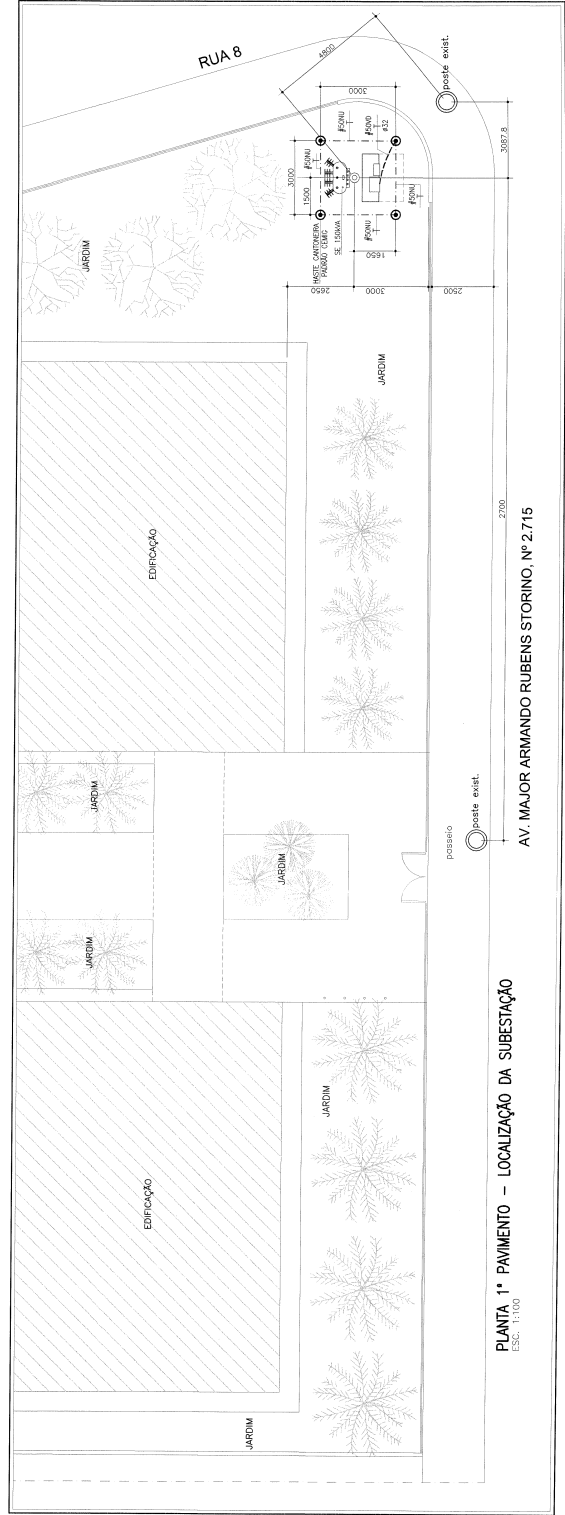 RUA 8
4800
poste exist.
3000
3087.8
#50NU
#50VD
ø32
#50NU
3000
1500
#50NU
#50NU
HASTE CANTONEIRA
PADRÃO CEMIG
SE 150kVA
1650
2650
3000
2500
JARDIM
JARDIM
EDIFICAÇÃO
2700
JARDIM
JARDIM
JARDIM
passeio
poste exist.
AV. MAJOR ARMANDO RUBENS STORINO, Nº 2.715
EDIFICAÇÃO
JARDIM
JARDIM
PLANTA 1º PAVIMENTO - LOCALIZAÇÃO DA SUBESTAÇÃO
ESC. 1:100